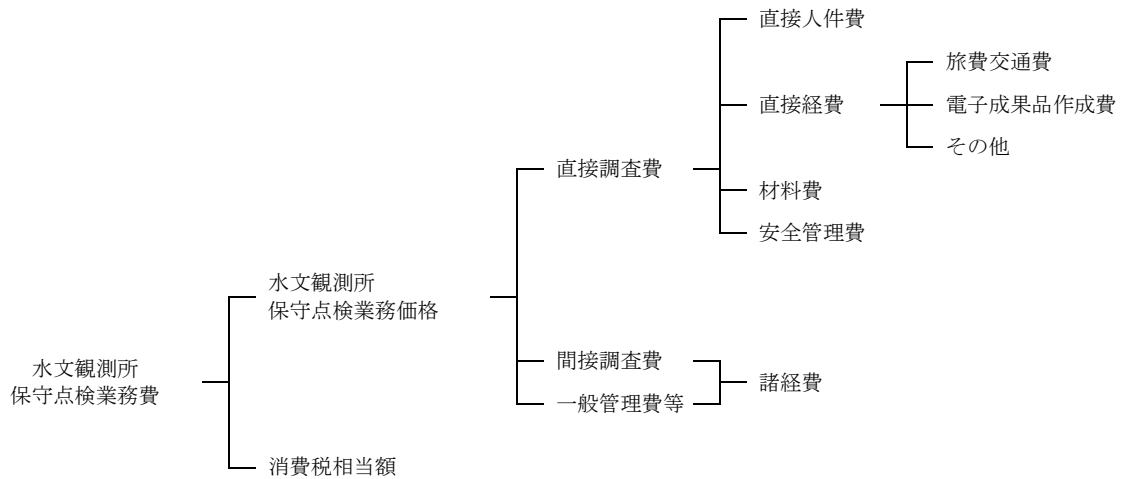 直接人件費
旅費交通費
直接経費
電子成果品作成費
その他
直接調査費
材料費
安全管理費
水文観測所
保守点検業務価格
水文観測所
保守点検業務費
間接調査費
諸経費
一般管理費等
消費税相当額